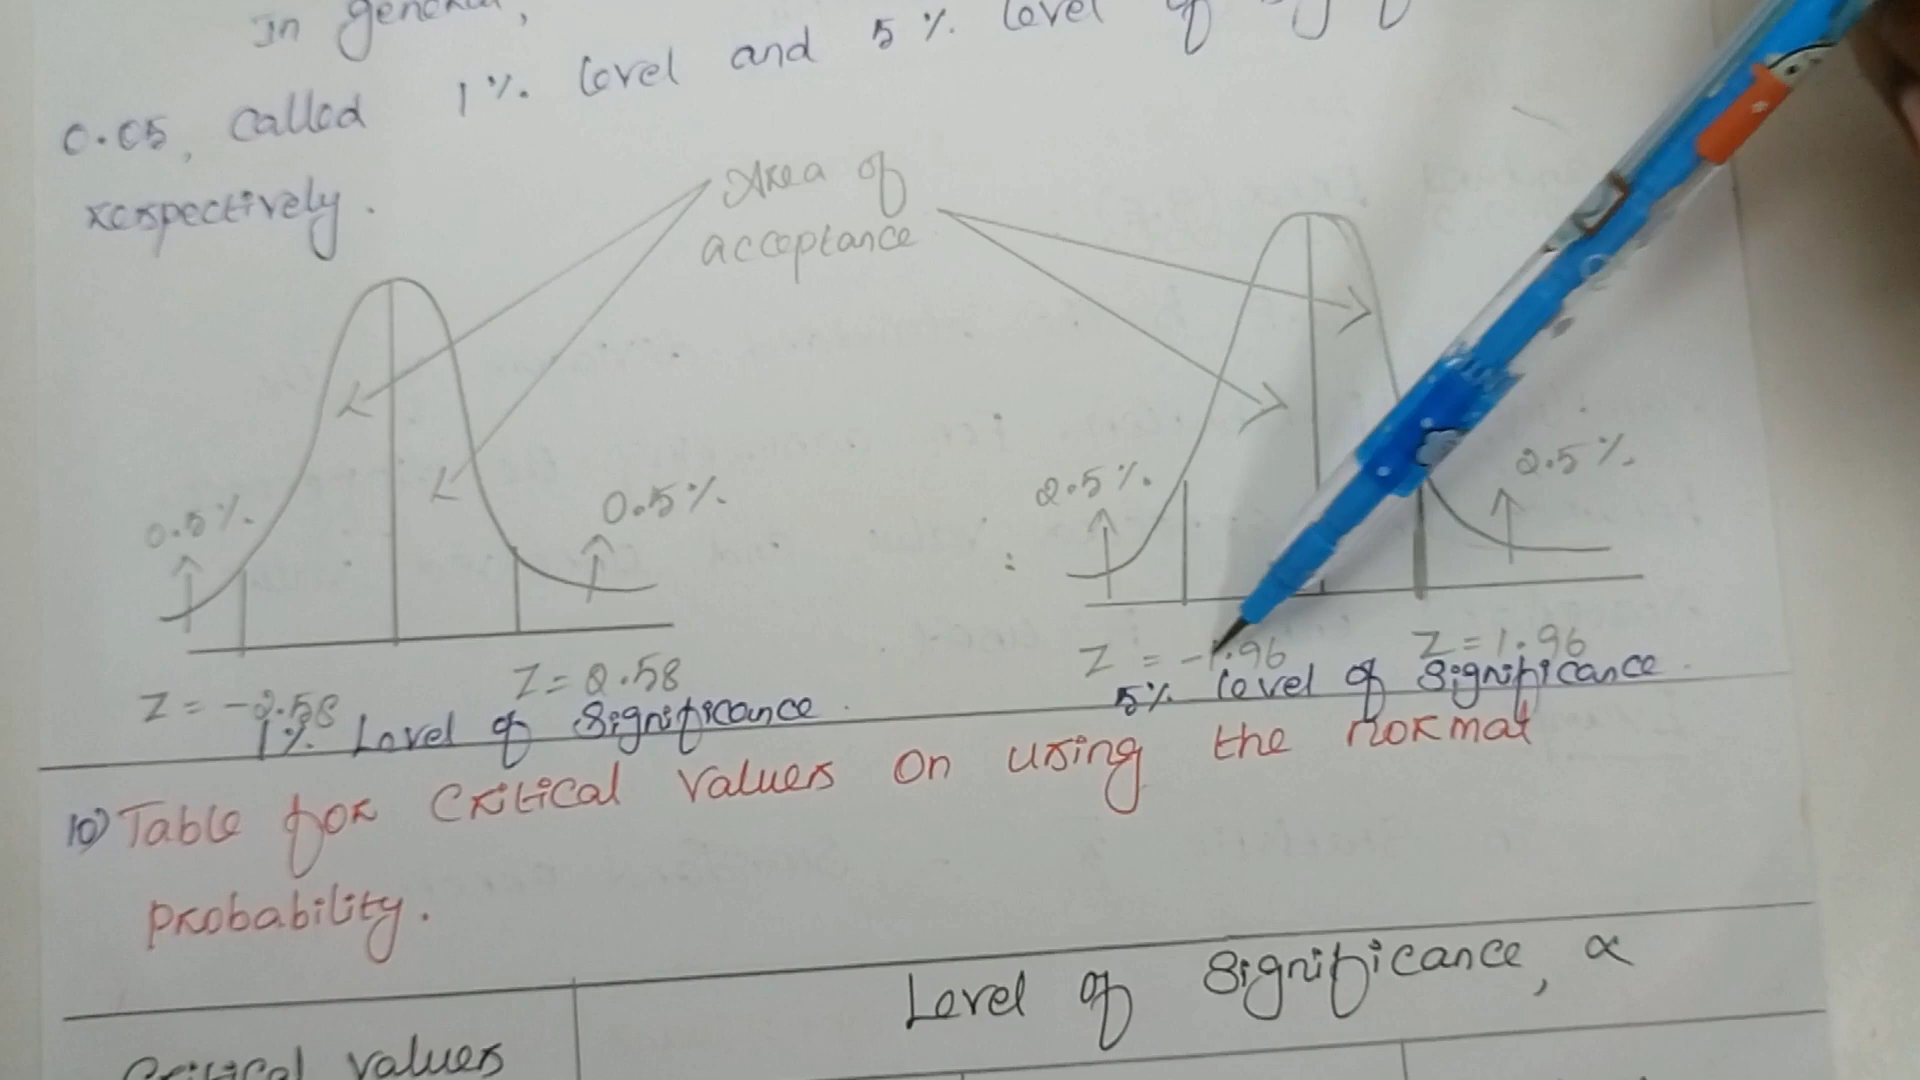 In general,
0.05, called 1% level and 5% level of
respectively.
Area of
acceptance
0.5%
0.5%
2.5%
2.5%
Z = -2.58
Z = 2.58
1% Level of Significance.
Z = -1.96
Z = 1.96
5% level of Significance.
10) Table for Critical Values on using the normal
probability.
Level of Significance, α
Critical values